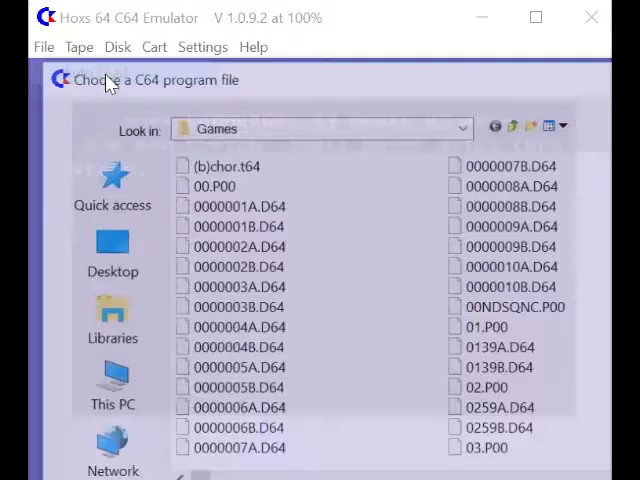 Hoxs 64 C64 Emulator V 1.0.9.2 at 100%
File Tape Disk Cart Settings Help
Choose a C64 program file
Look in: Games
Quick access
Desktop
Libraries
This PC
Network
(b)chor.t64
00.P00
0000001A.D64
0000001B.D64
0000002A.D64
0000002B.D64
0000003A.D64
0000003B.D64
0000004A.D64
0000004B.D64
0000005A.D64
0000005B.D64
0000006A.D64
0000006B.D64
0000007A.D64
0000007B.D64
0000008A.D64
0000008B.D64
0000009A.D64
0000009B.D64
0000010A.D64
0000010B.D64
00NDSQNC.P00
01.P00
0139A.D64
0139B.D64
02.P00
0259A.D64
0259B.D64
03.P00